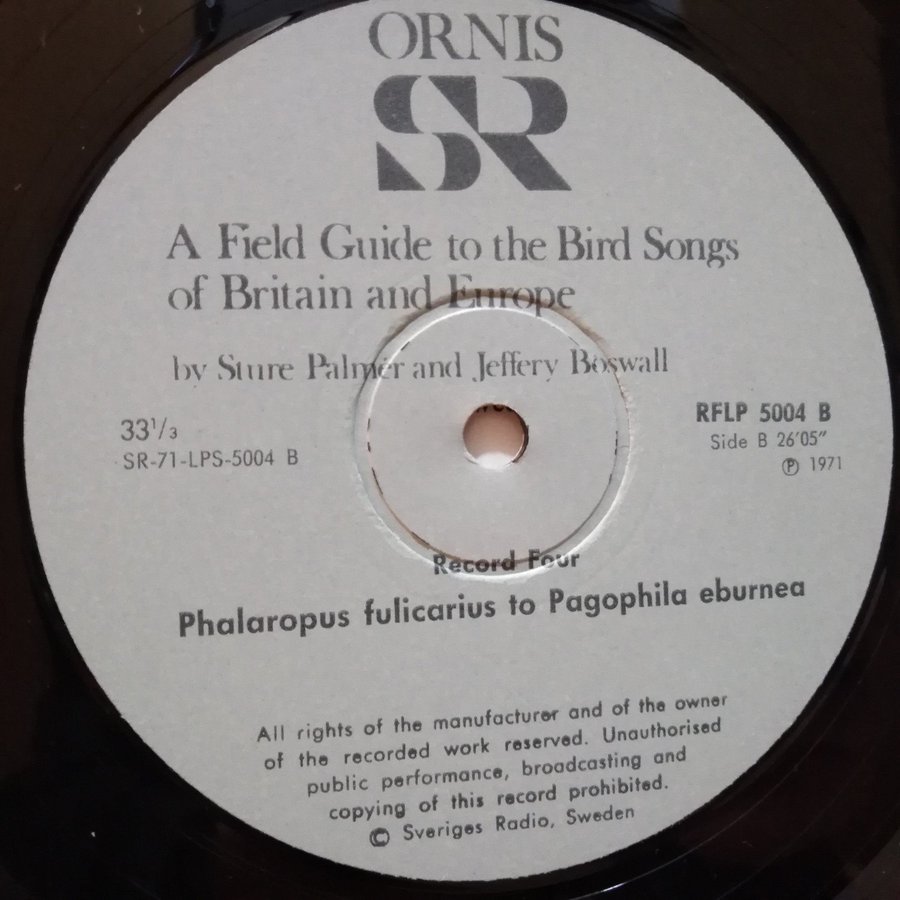 ORNIS
SR
A Field Guide to the Bird Songs
of Britain and Europe
by Sture Palmér and Jeffery Boswall
33¹/₃
SR-71-LPS-5004 B
RFLP 5004 B
Side B 26'05"
Ⓟ 1971
Record Four
Phalaropus fulicarius to Pagophila eburnea
All rights of the manufacturer and of the owner
of the recorded work reserved. Unauthorised
public performance, broadcasting and
copying of this record prohibited.
© Sveriges Radio, Sweden